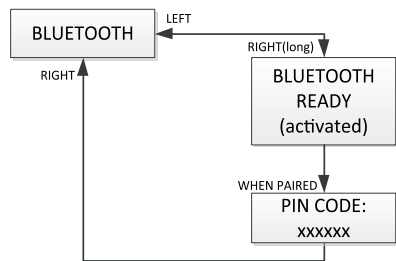 LEFT
BLUETOOTH
RIGHT(long)
RIGHT
BLUETOOTH
READY
(activated)
WHEN PAIRED
PIN CODE:
xxxxxx